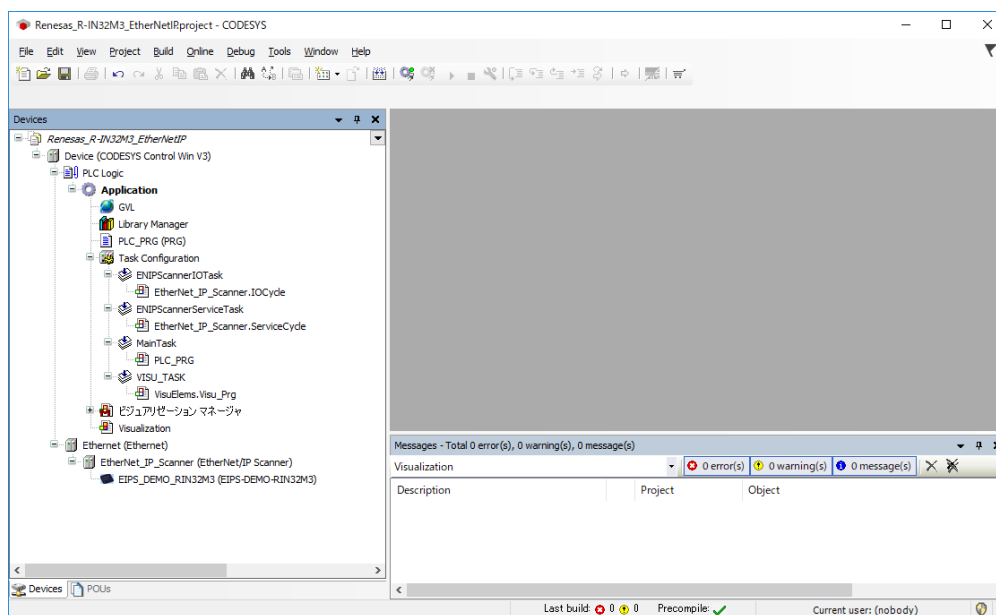 Renesas_R-IN32M3_EtherNetIP.project - CODESYS
File Edit View Project Build Online Debug Tools Window Help
Devices
Renesas_R-IN32M3_EtherNetIP
Device (CODESYS Control Win V3)
PLC Logic
Application
GVL
Library Manager
PLC_PRG (PRG)
Task Configuration
ENIPScannerIOTask
EtherNet_IP_Scanner.IOCycle
ENIPScannerServiceTask
EtherNet_IP_Scanner.ServiceCycle
MainTask
PLC_PRG
VISU_TASK
VisuElems.Visu_Prg
ビジュアリゼーション マネージャ
Visualization
Ethernet (Ethernet)
EtherNet_IP_Scanner (EtherNet/IP Scanner)
EIPS_DEMO_RIN32M3 (EIPS-DEMO-RIN32M3)
Devices POUs
Messages - Total 0 error(s), 0 warning(s), 0 message(s)
Visualization 0 error(s) 0 warning(s) 0 message(s)
Description Project Object
Last build: 0 0 Precompile: Current user: (nobody)